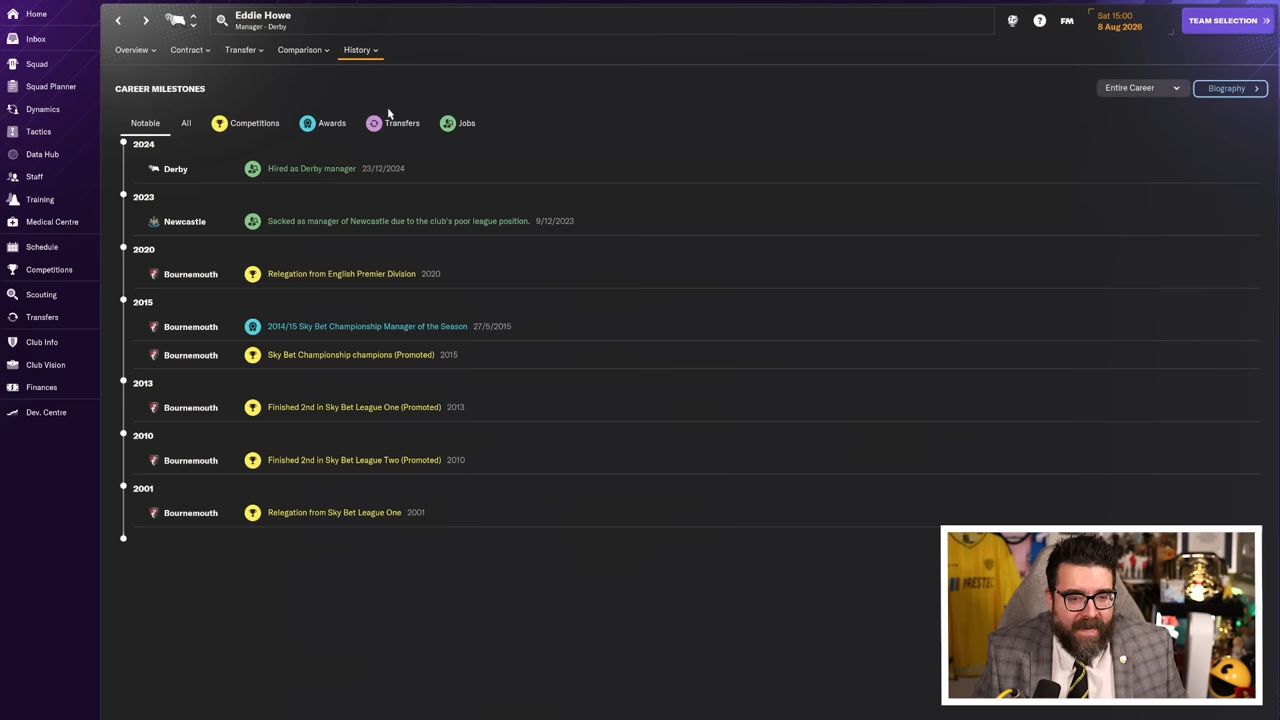 Home
Inbox
Squad
Squad Planner
Dynamics
Tactics
Data Hub
Staff
Training
Medical Centre
Schedule
Competitions
Scouting
Transfers
Club Info
Club Vision
Finances
Dev. Centre
Eddie Howe
Manager - Derby
FM
Sat 15:00
8 Aug 2026
TEAM SELECTION
Overview
Contract
Transfer
Comparison
History
CAREER MILESTONES
Entire Career
Biography
Notable
All
Competitions
Awards
Transfers
Jobs
2024
Derby Hired as Derby manager 23/12/2024
2023
Newcastle Sacked as manager of Newcastle due to the club's poor league position. 9/12/2023
2020
Bournemouth Relegation from English Premier Division 2020
2015
Bournemouth 2014/15 Sky Bet Championship Manager of the Season 27/5/2015
Bournemouth Sky Bet Championship champions (Promoted) 2015
2013
Bournemouth Finished 2nd in Sky Bet League One (Promoted) 2013
2010
Bournemouth Finished 2nd in Sky Bet League Two (Promoted) 2010
2001
Bournemouth Relegation from Sky Bet League One 2001
PRESTE